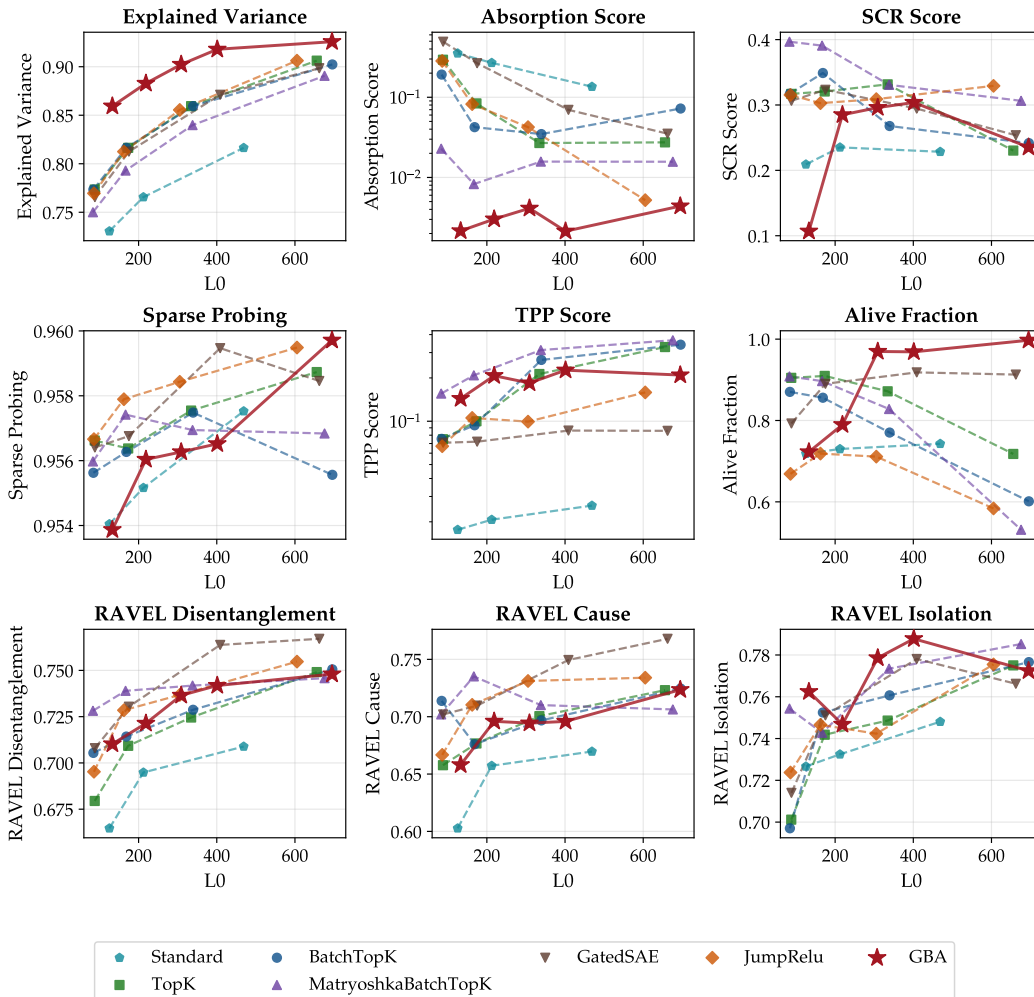 Explained Variance
Absorption Score
SCR Score
Explained Variance
0.90
0.85
0.80
0.75
200
400
600
L0
Absorption Score
10⁻¹
10⁻²
200
400
600
L0
SCR Score
0.4
0.3
0.2
0.1
200
400
600
L0
Sparse Probing
TPP Score
Alive Fraction
Sparse Probing
0.960
0.958
0.956
0.954
200
400
600
L0
TPP Score
10⁻¹
200
400
600
L0
Alive Fraction
1.0
0.8
0.6
200
400
600
L0
RAVEL Disentanglement
RAVEL Cause
RAVEL Isolation
RAVEL Disentanglement
0.750
0.725
0.700
0.675
200
400
600
L0
RAVEL Cause
0.75
0.70
0.65
0.60
200
400
600
L0
RAVEL Isolation
0.78
0.76
0.74
0.72
0.70
200
400
600
L0
Standard
BatchTopK
GatedSAE
JumpRelu
GBA
TopK
MatryoshkaBatchTopK